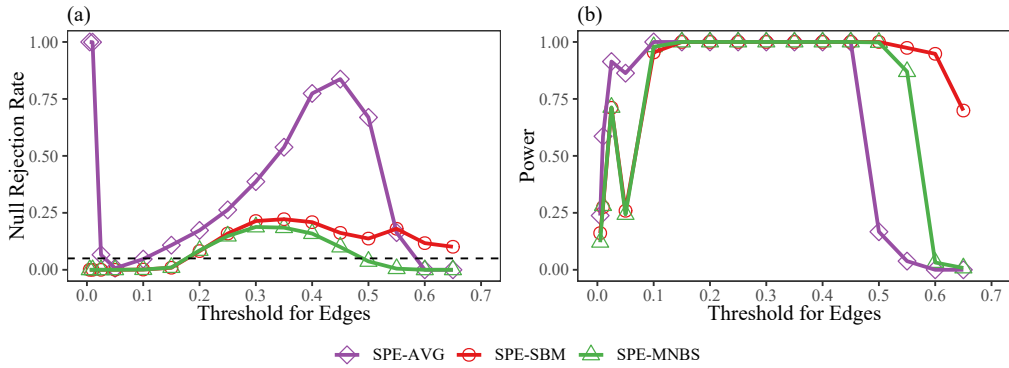 (a)
Null Rejection Rate
1.00
0.75
0.50
0.25
0.00
0.0 0.1 0.2 0.3 0.4 0.5 0.6 0.7
Threshold for Edges
(b)
Power
1.00
0.75
0.50
0.25
0.00
0.0 0.1 0.2 0.3 0.4 0.5 0.6 0.7
Threshold for Edges
SPE-AVG SPE-SBM SPE-MNBS